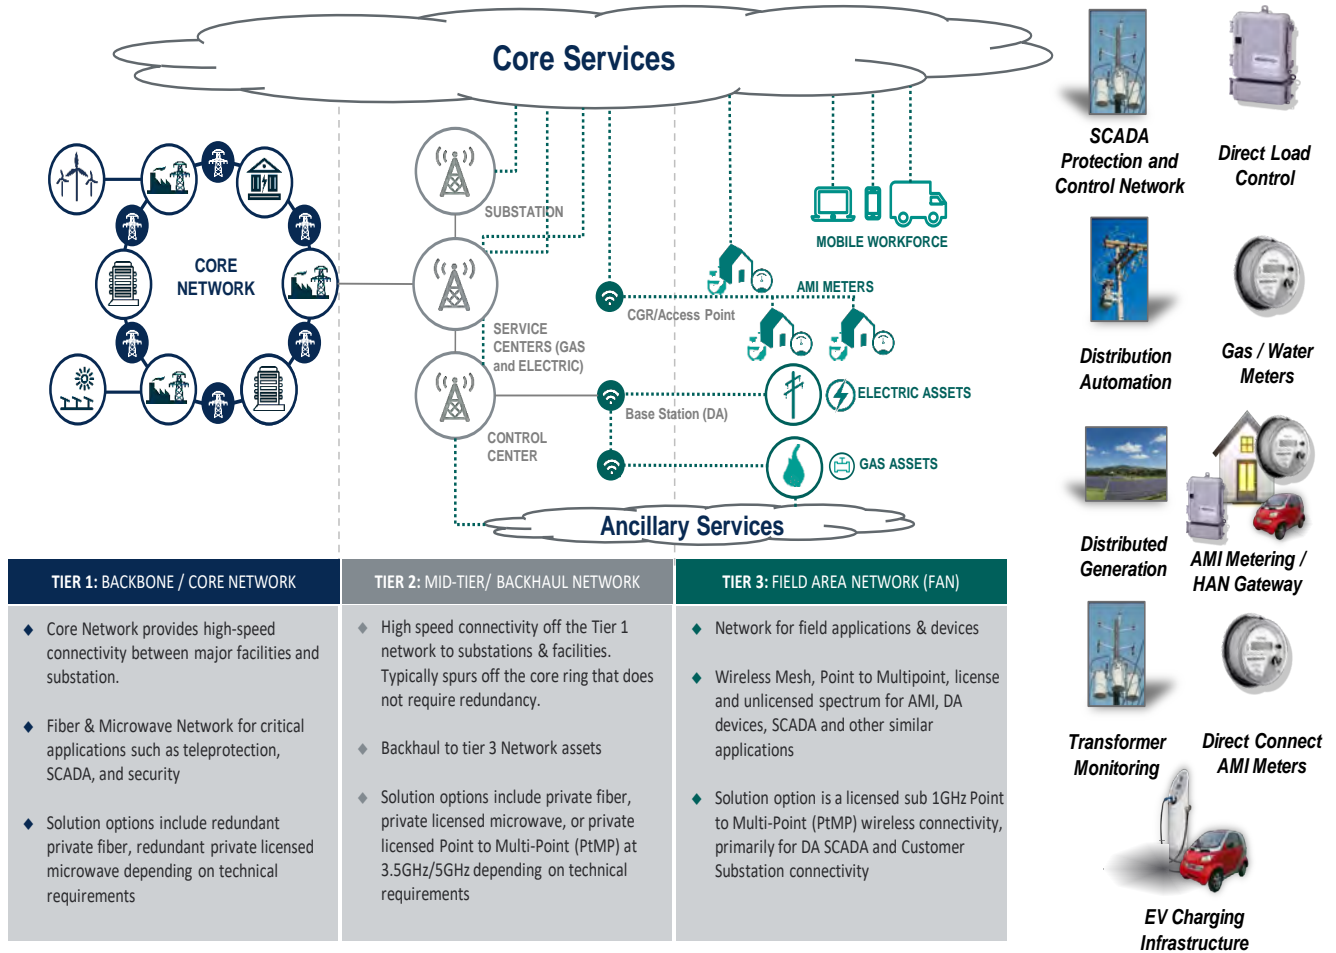 Core Services
CORE
NETWORK
SUBSTATION
SERVICE
CENTERS (GAS
and ELECTRIC)
CONTROL
CENTER
MOBILE WORKFORCE
AMI METERS
CGR/Access Point
Base Station (DA)
ELECTRIC ASSETS
GAS ASSETS
Ancillary Services
TIER 1: BACKBONE / CORE NETWORK
Core Network provides high-speed
connectivity between major facilities and
substation.
Fiber & Microwave Network for critical
applications such as teleprotection,
SCADA, and security
Solution options include redundant
private fiber, redundant private licensed
microwave depending on technical
requirements
TIER 2: MID-TIER/ BACKHAUL NETWORK
High speed connectivity off the Tier 1
network to substations & facilities.
Typically spurs off the core ring that does
not require redundancy.
Backhaul to tier 3 Network assets
Solution options include private fiber,
private licensed microwave, or private
licensed Point to Multi-Point (PtMP) at
3.5GHz/5GHz depending on technical
requirements
TIER 3: FIELD AREA NETWORK (FAN)
Network for field applications & devices
Wireless Mesh, Point to Multipoint, license
and unlicensed spectrum for AMI, DA
devices, SCADA and other similar
applications
Solution option is a licensed sub 1GHz Point
to Multi-Point (PtMP) wireless connectivity,
primarily for DA SCADA and Customer
Substation connectivity
SCADA
Protection and
Control Network
Direct Load
Control
Distribution
Automation
Gas / Water
Meters
Distributed
Generation
AMI Metering /
HAN Gateway
Transformer
Monitoring
Direct Connect
AMI Meters
EV Charging
Infrastructure